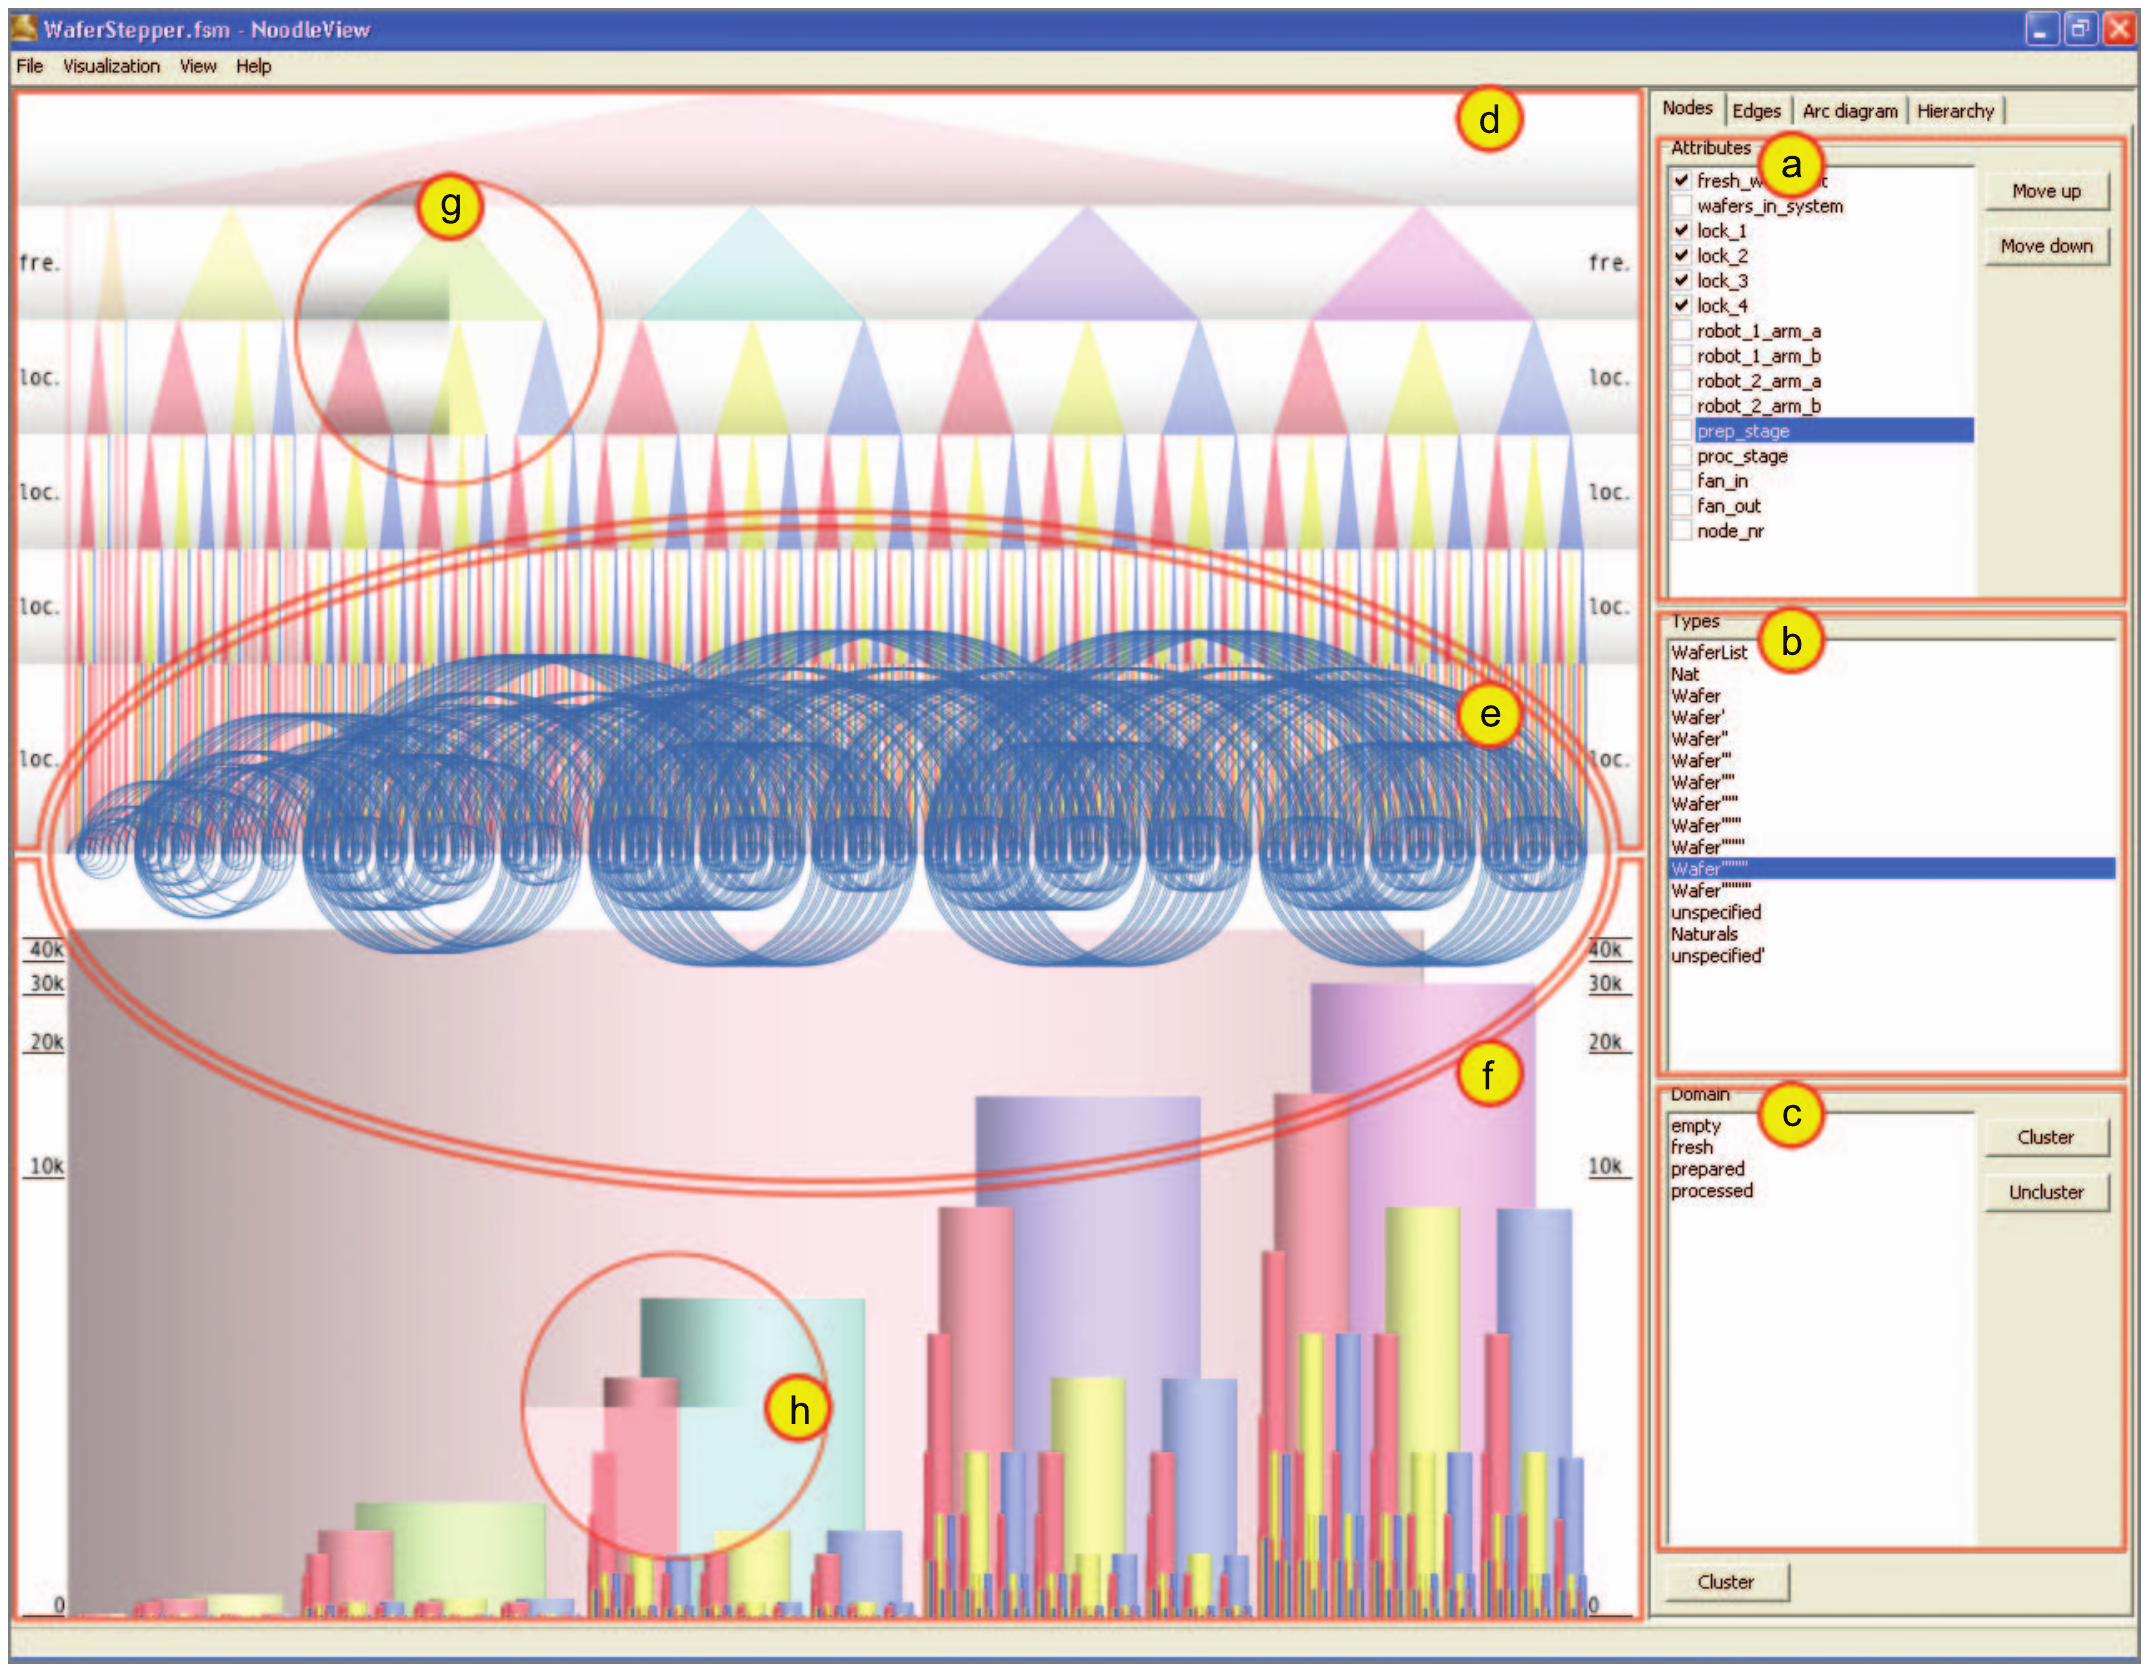 WaferStepper.fsm - NoodleView
File Visualization View Help
d
g
fre.
fre.
loc.
loc.
loc.
loc.
loc.
loc.
e
loc.
loc.
40k
40k
30k
30k
20k
20k
f
10k
10k
h
0
0
Nodes Edges Arc diagram Hierarchy
Attributes
a
wafers_in_system
lock_1
lock_2
lock_3
lock_4
robot_1_arm_a
robot_1_arm_b
robot_2_arm_a
robot_2_arm_b
prep_stage
proc_stage
fan_in
fan_out
node_nr
Move up
Move down
Types
b
WaferList
Nat
Wafer
Wafer'
Wafer''
Wafer'''
Wafer''''
Wafer'''''
Wafer''''''
Wafer'''''''
Wafer''''''''
Wafer'''''''''
unspecified
Naturals
unspecified'
Domain
c
empty
fresh
prepared
processed
Cluster
Uncluster
Cluster